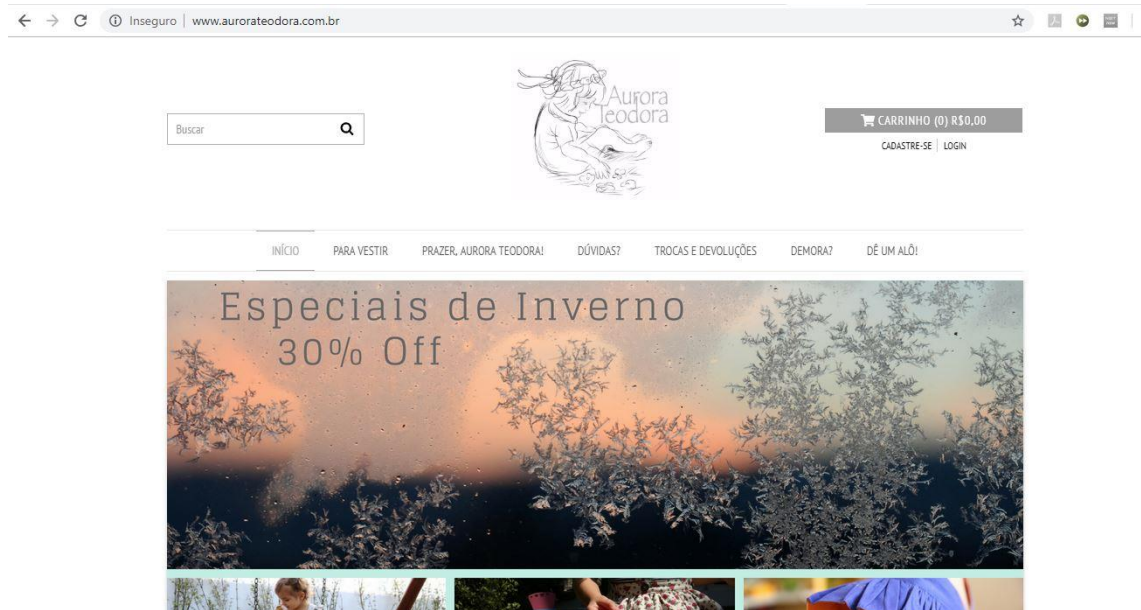 Inseguro | www.aurorateodora.com.br
Buscar
Aurora
Teodora
CARRINHO (0) R$0,00
CADASTRE-SE | LOGIN
INÍCIO PARA VESTIR PRAZER, AURORA TEODORA! DÚVIDAS? TROCAS E DEVOLUÇÕES DEMORA? DÊ UM ALÔ!
Especiais de Inverno
30% Off